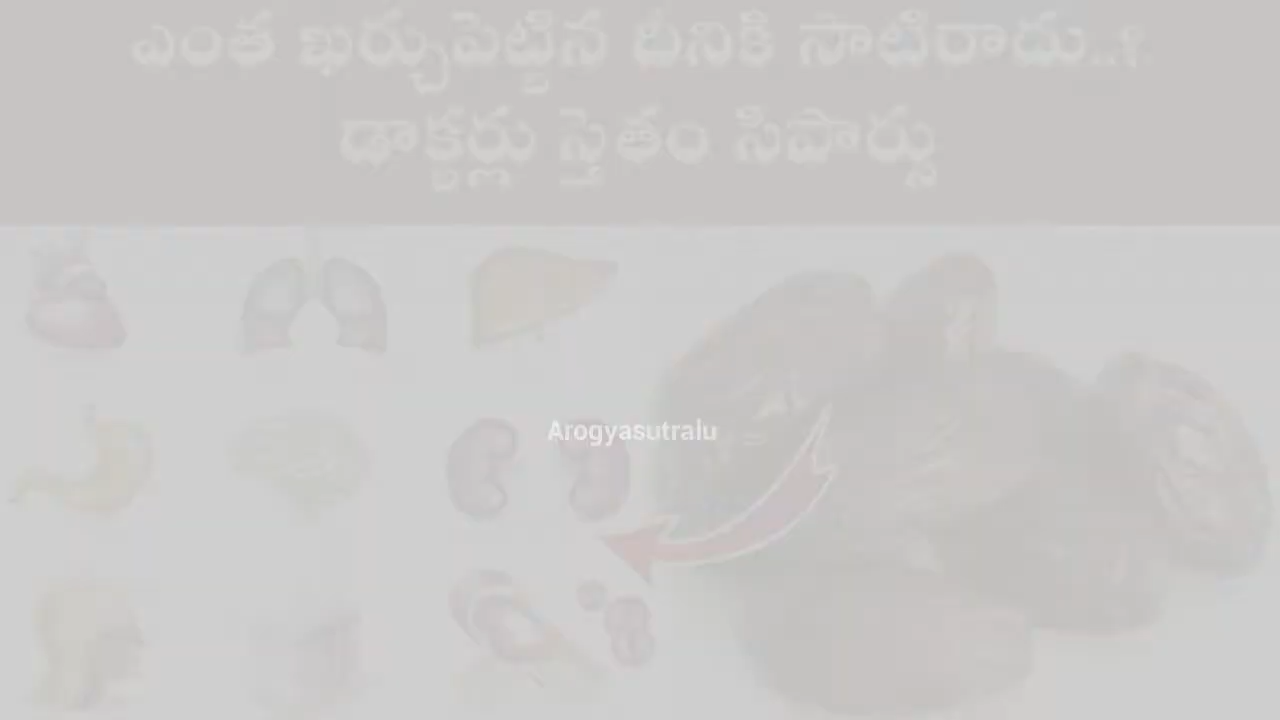 ఎంత ఖర్చుపెట్టిన దీనికి సాటిరాదు..!
డాక్టర్లు సైతం సిపార్సు
Arogyasutralu